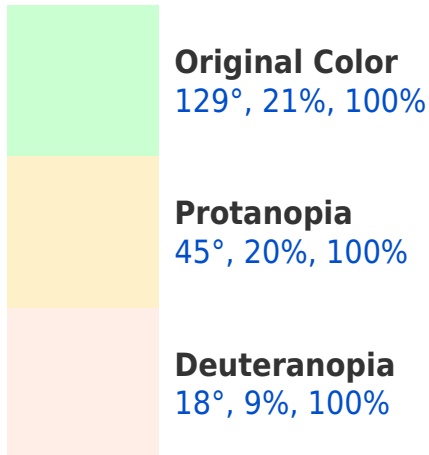 Original Color
129°, 21%, 100%
Protanopia
45°, 20%, 100%
Deuteranopia
18°, 9%, 100%